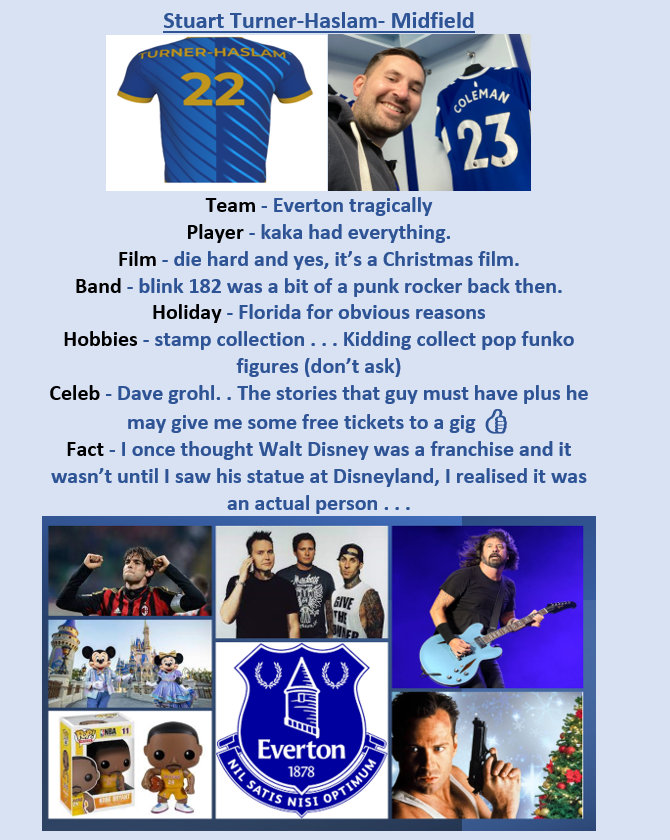 Stuart Turner-Haslam- Midfield
TURNER-HASLAM
22
COLEMAN
23
Team - Everton tragically
Player - kaka had everything.
Film - die hard and yes, it’s a Christmas film.
Band - blink 182 was a bit of a punk rocker back then.
Holiday - Florida for obvious reasons
Hobbies - stamp collection . . . Kidding collect pop funko
figures (don’t ask)
Celeb - Dave grohl. . The stories that guy must have plus he
may give me some free tickets to a gig
Fact - I once thought Walt Disney was a franchise and it
wasn’t until I saw his statue at Disneyland, I realised it was
an actual person . . .
GIVE
THE
POP!
NBA
11
KOBE BRYANT
Everton
1878
NIL SATIS NISI OPTIMUM